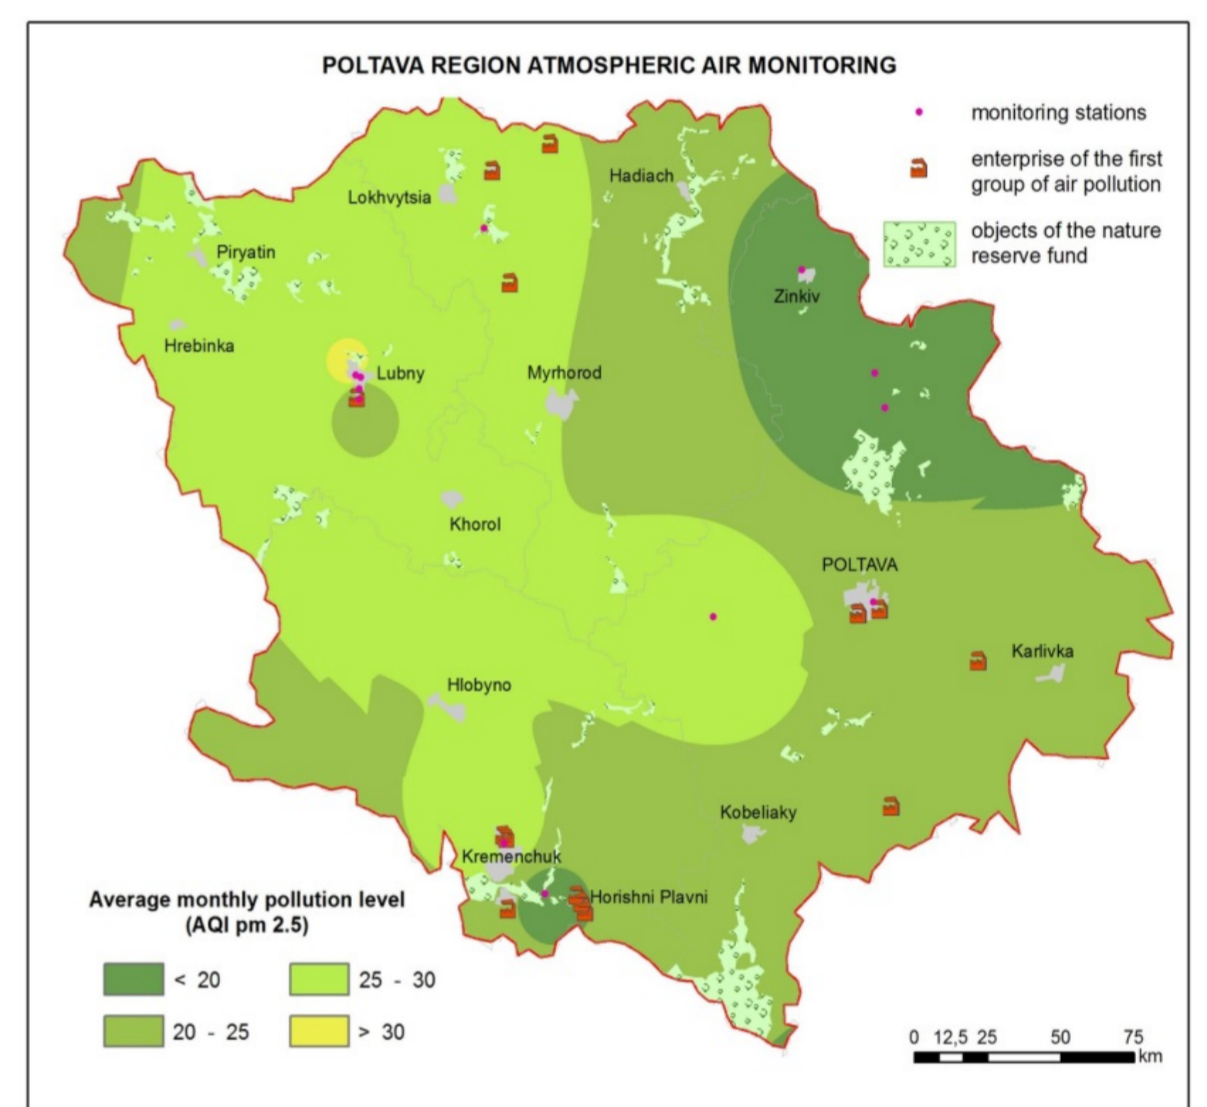 POLTAVA REGION ATMOSPHERIC AIR MONITORING
monitoring stations
enterprise of the first
group of air pollution
objects of the nature
reserve fund
Hadiach
Lokhvytsia
Piryatin
Zinkiv
Hrebinka
Lubny
Myrhorod
Khorol
POLTAVA
Karlivka
Hlobyno
Kobeliaky
Kremenchuk
Horishni Plavni
Average monthly pollution level
(AQI pm 2.5)
< 20
25 - 30
20 - 25
> 30
0 12,5 25 50 75
km